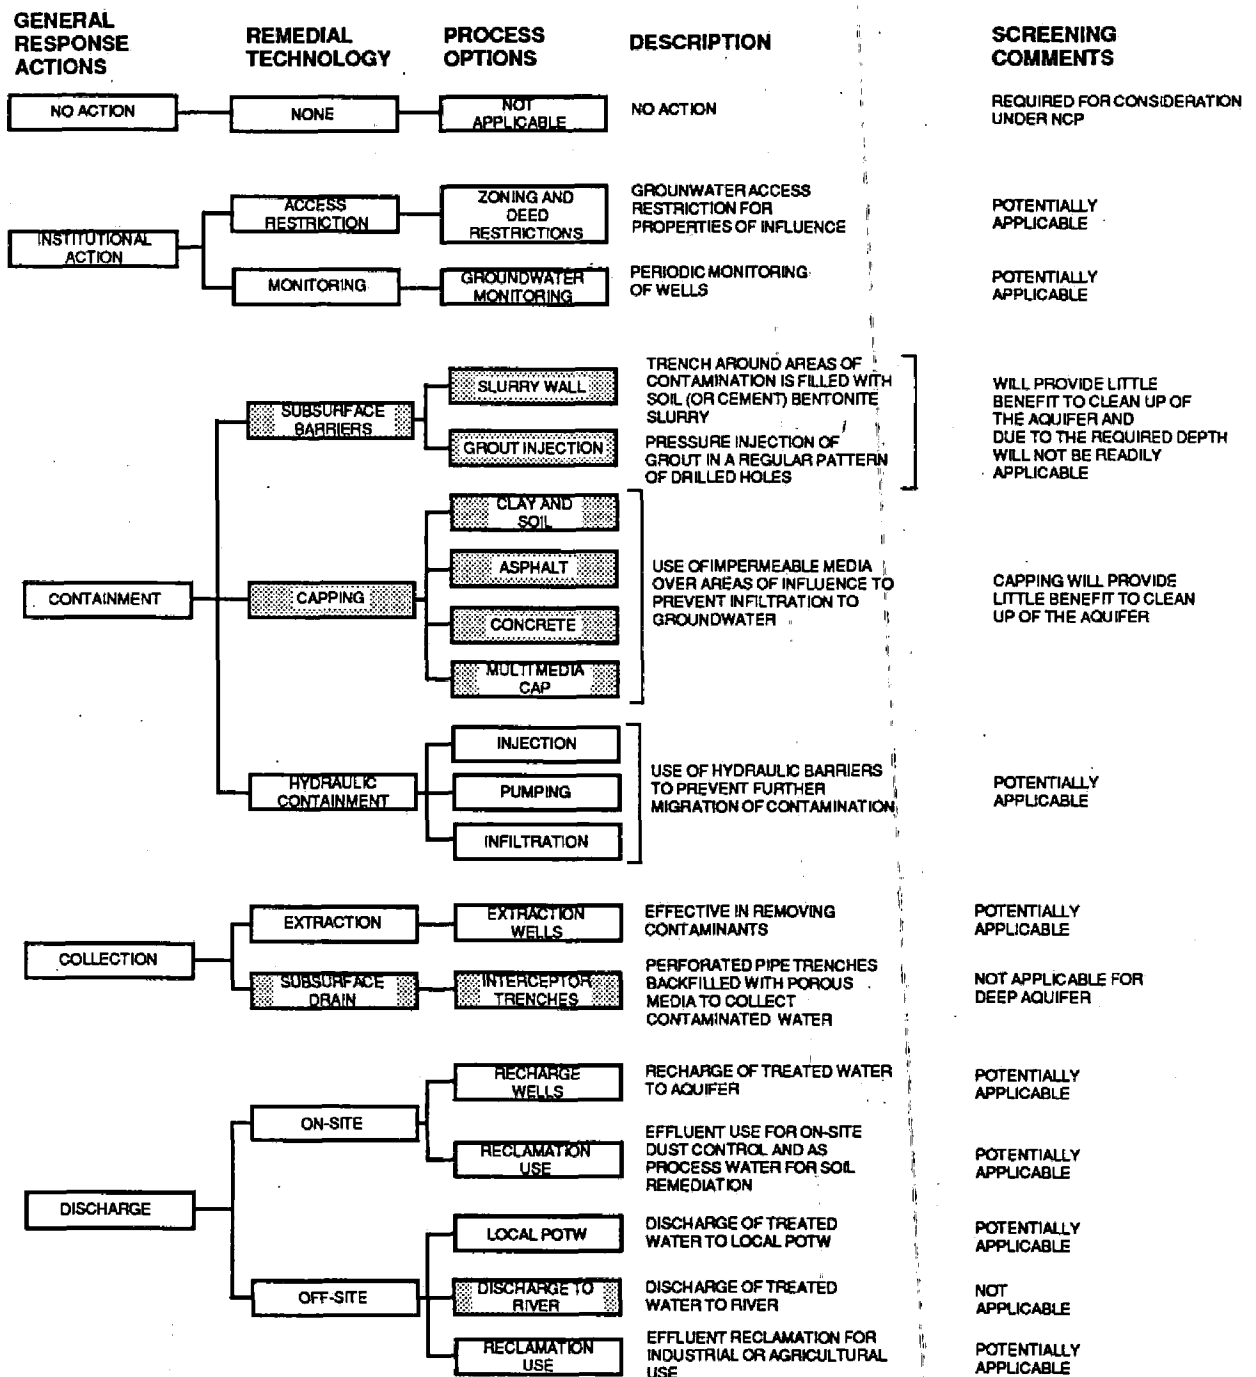 GENERAL
RESPONSE
ACTIONS
REMEDIAL
TECHNOLOGY
PROCESS
OPTIONS
DESCRIPTION
SCREENING
COMMENTS
NO ACTION
NONE
NOT
APPLICABLE
NO ACTION
REQUIRED FOR CONSIDERATION
UNDER NCP
INSTITUTIONAL
ACTION
ACCESS
RESTRICTION
ZONING AND
DEED
RESTRICTIONS
GROUNWATER ACCESS
RESTRICTION FOR
PROPERTIES OF INFLUENCE
POTENTIALLY
APPLICABLE
MONITORING
GROUNDWATER
MONITORING
PERIODIC MONITORING
OF WELLS
POTENTIALLY
APPLICABLE
CONTAINMENT
SUBSURFACE
BARRIERS
SLURRY WALL
TRENCH AROUND AREAS OF
CONTAMINATION IS FILLED WITH
SOIL (OR CEMENT) BENTONITE
SLURRY
GROUT INJECTION
PRESSURE INJECTION OF
GROUT IN A REGULAR PATTERN
OF DRILLED HOLES
WILL PROVIDE LITTLE
BENEFIT TO CLEAN UP OF
THE AQUIFER AND
DUE TO THE REQUIRED DEPTH
WILL NOT BE READILY
APPLICABLE
CAPPING
CLAY AND
SOIL
ASPHALT
CONCRETE
MULTIMEDIA
CAP
USE OF IMPERMEABLE MEDIA
OVER AREAS OF INFLUENCE TO
PREVENT INFILTRATION TO
GROUNDWATER
CAPPING WILL PROVIDE
LITTLE BENEFIT TO CLEAN
UP OF THE AQUIFER
HYDRAULIC
CONTAINMENT
INJECTION
PUMPING
INFILTRATION
USE OF HYDRAULIC BARRIERS
TO PREVENT FURTHER
MIGRATION OF CONTAMINATION
POTENTIALLY
APPLICABLE
COLLECTION
EXTRACTION
EXTRACTION
WELLS
EFFECTIVE IN REMOVING
CONTAMINANTS
POTENTIALLY
APPLICABLE
SUBSURFACE
DRAIN
INTERCEPTOR
TRENCHES
PERFORATED PIPE TRENCHES
BACKFILLED WITH POROUS
MEDIA TO COLLECT
CONTAMINATED WATER
NOT APPLICABLE FOR
DEEP AQUIFER
DISCHARGE
ON-SITE
RECHARGE
WELLS
RECHARGE OF TREATED WATER
TO AQUIFER
POTENTIALLY
APPLICABLE
RECLAMATION
USE
EFFLUENT USE FOR ON-SITE
DUST CONTROL AND AS
PROCESS WATER FOR SOIL
REMEDIATION
POTENTIALLY
APPLICABLE
OFF-SITE
LOCAL POTW
DISCHARGE OF TREATED
WATER TO LOCAL POTW
POTENTIALLY
APPLICABLE
DISCHARGE TO
RIVER
DISCHARGE OF TREATED
WATER TO RIVER
NOT
APPLICABLE
RECLAMATION
USE
EFFLUENT RECLAMATION FOR
INDUSTRIAL OR AGRICULTURAL
USE
POTENTIALLY
APPLICABLE